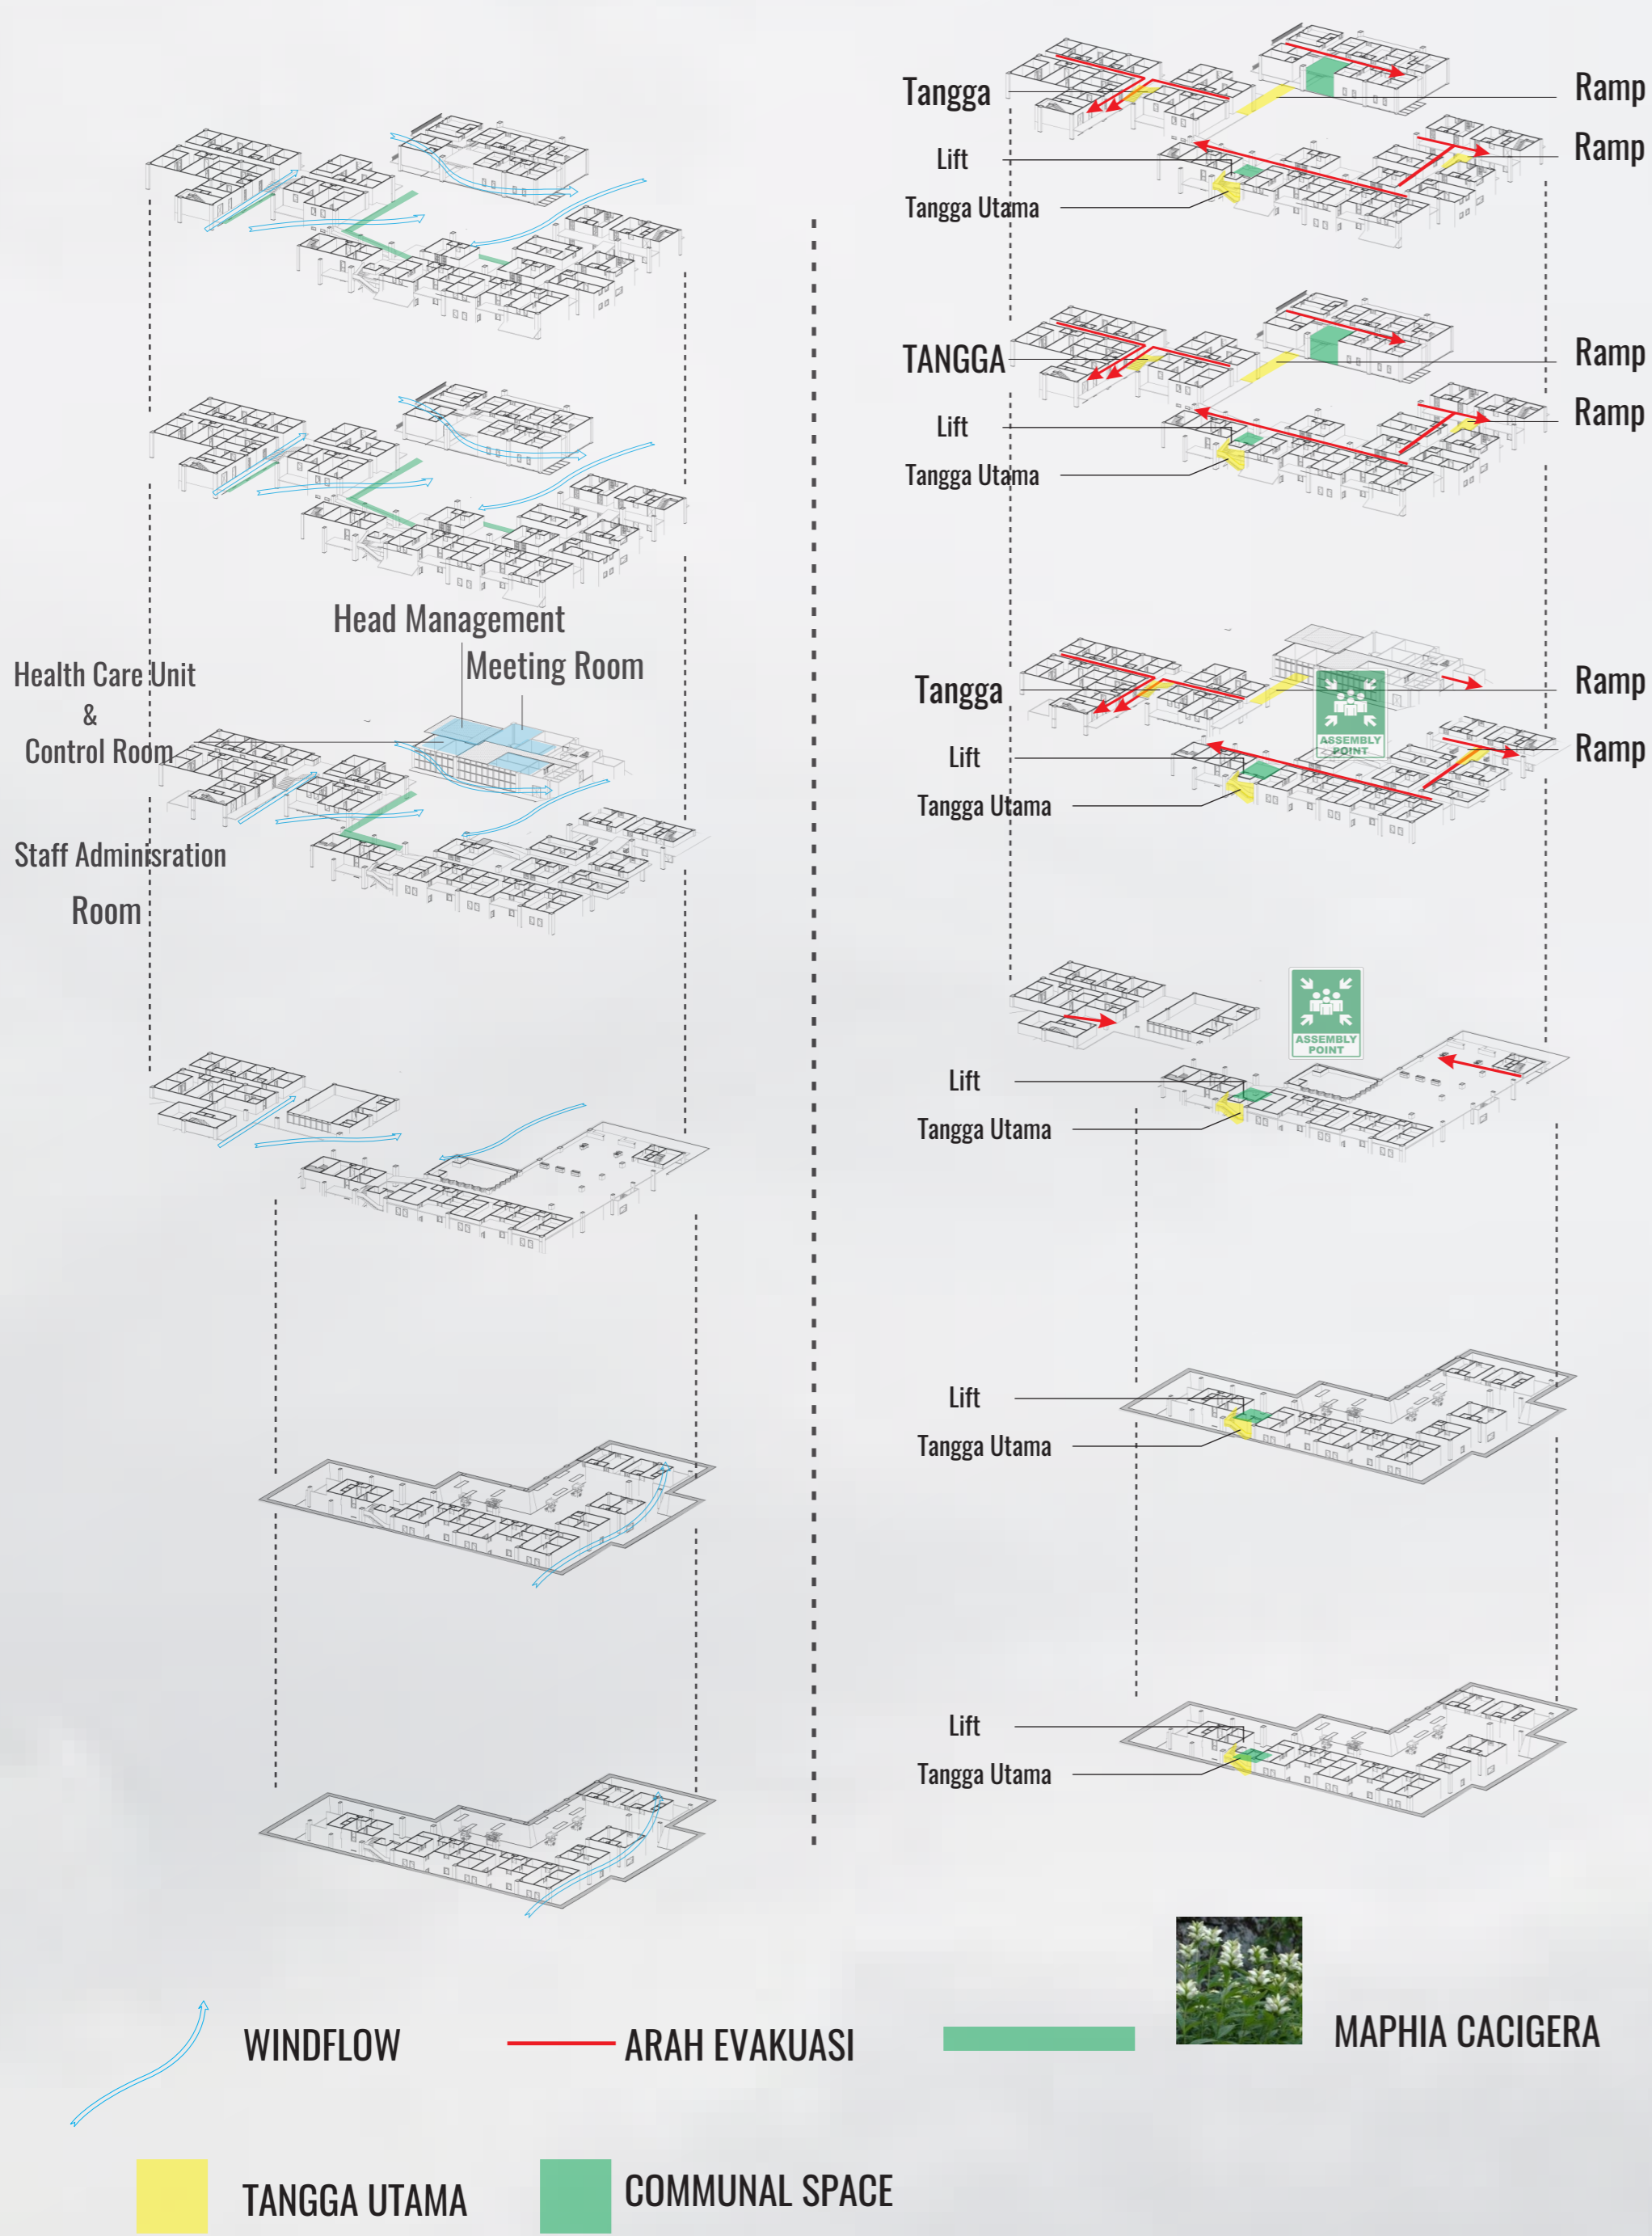 Head Management
Meeting Room
Health Care Unit
&
Control Room
Staff Adminisration
Room
Tangga
Ramp
Lift
Ramp
Tangga Utama
TANGGA
Ramp
Lift
Ramp
Tangga Utama
Tangga
Ramp
ASSEMBLY
POINT
Lift
Ramp
Tangga Utama
ASSEMBLY
POINT
Lift
Tangga Utama
Lift
Tangga Utama
Lift
Tangga Utama
WINDFLOW
ARAH EVAKUASI
MAPHIA CACIGERA
TANGGA UTAMA
COMMUNAL SPACE